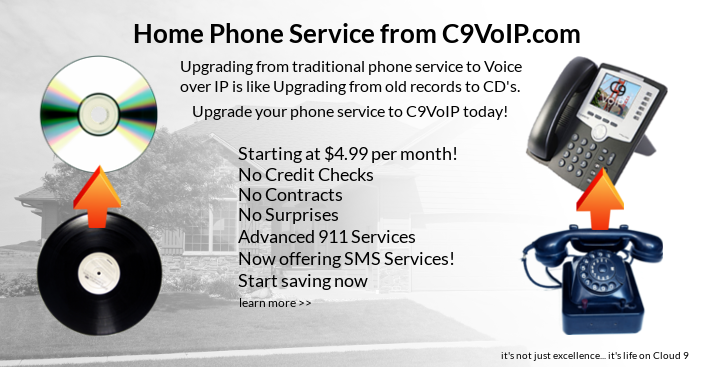 Home Phone Service from C9VoIP.com
Upgrading from traditional phone service to Voice
over IP is like Upgrading from old records to CD's.
Upgrade your phone service to C9VoIP today!
Starting at $4.99 per month!
No Credit Checks
No Contracts
No Surprises
Advanced 911 Services
Now offering SMS Services!
Start saving now
learn more >>
C9
it's not just excellence... it's life on Cloud 9